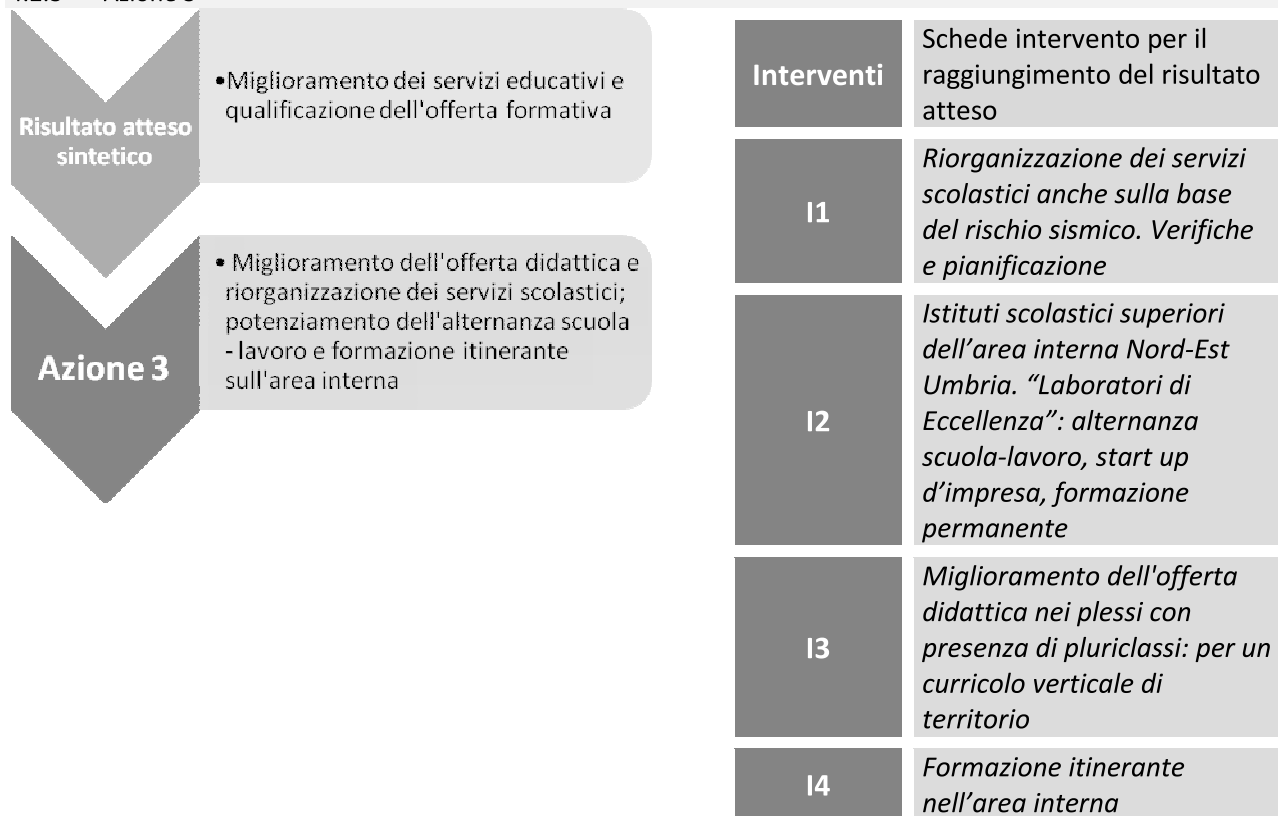 Risultato atteso
sintetico
•Miglioramento dei servizi educativi e
qualificazione dell'offerta formativa
Azione 3
• Miglioramento dell'offerta didattica e
riorganizzazione dei servizi scolastici;
potenziamento dell'alternanza scuola
- lavoro e formazione itinerante
sull'area interna
Interventi
Schede intervento per il
raggiungimento del risultato
atteso
I1
Riorganizzazione dei servizi
scolastici anche sulla base
del rischio sismico. Verifiche
e pianificazione
I2
Istituti scolastici superiori
dell’area interna Nord-Est
Umbria. “Laboratori di
Eccellenza”: alternanza
scuola-lavoro, start up
d’impresa, formazione
permanente
I3
Miglioramento dell'offerta
didattica nei plessi con
presenza di pluriclassi: per un
curricolo verticale di
territorio
I4
Formazione itinerante
nell’area interna